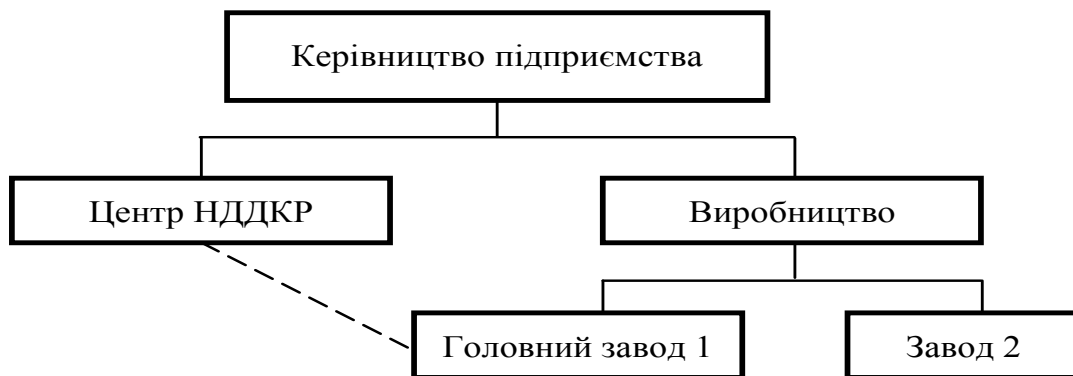 Керівництво підприємства
Центр НДДКР
Виробництво
Головний завод 1
Завод 2